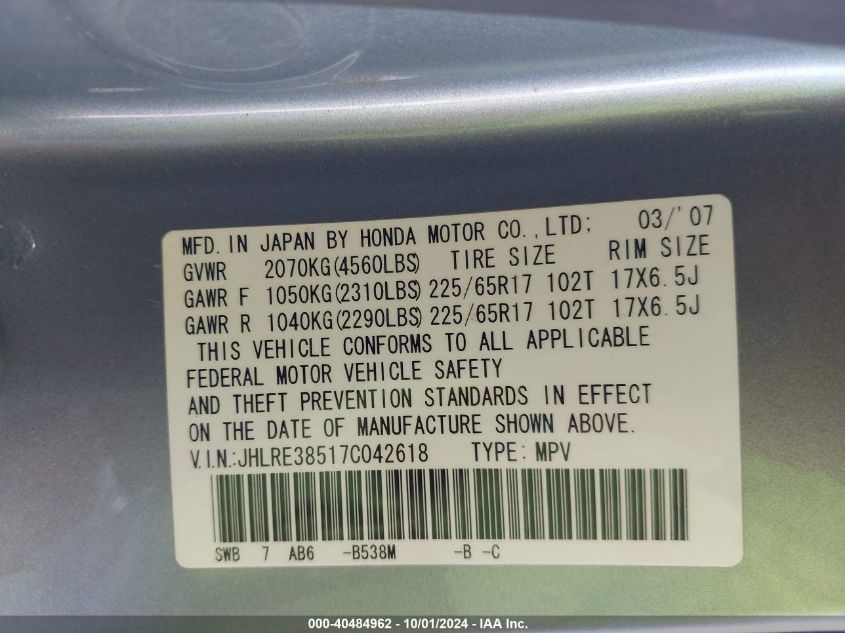 MFD. IN JAPAN BY HONDA MOTOR CO., LTD; 03/'07
GVWR 2070KG(4560LBS) TIRE SIZE RIM SIZE
GAWR F 1050KG(2310LBS) 225/65R17 102T 17X6.5J
GAWR R 1040KG(2290LBS) 225/65R17 102T 17X6.5J
THIS VEHICLE CONFORMS TO ALL APPLICABLE
FEDERAL MOTOR VEHICLE SAFETY
AND THEFT PREVENTION STANDARDS IN EFFECT
ON THE DATE OF MANUFACTURE SHOWN ABOVE.
V.I.N.:JHLRE38517C042618 TYPE: MPV
SWB 7 AB6 -B538M -B -C
000-40484962 - 10/01/2024 - IAA Inc.